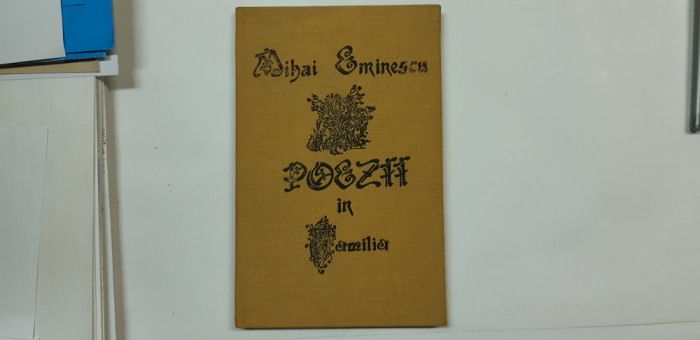 Mihai Eminescu
POEZII
in
Familia